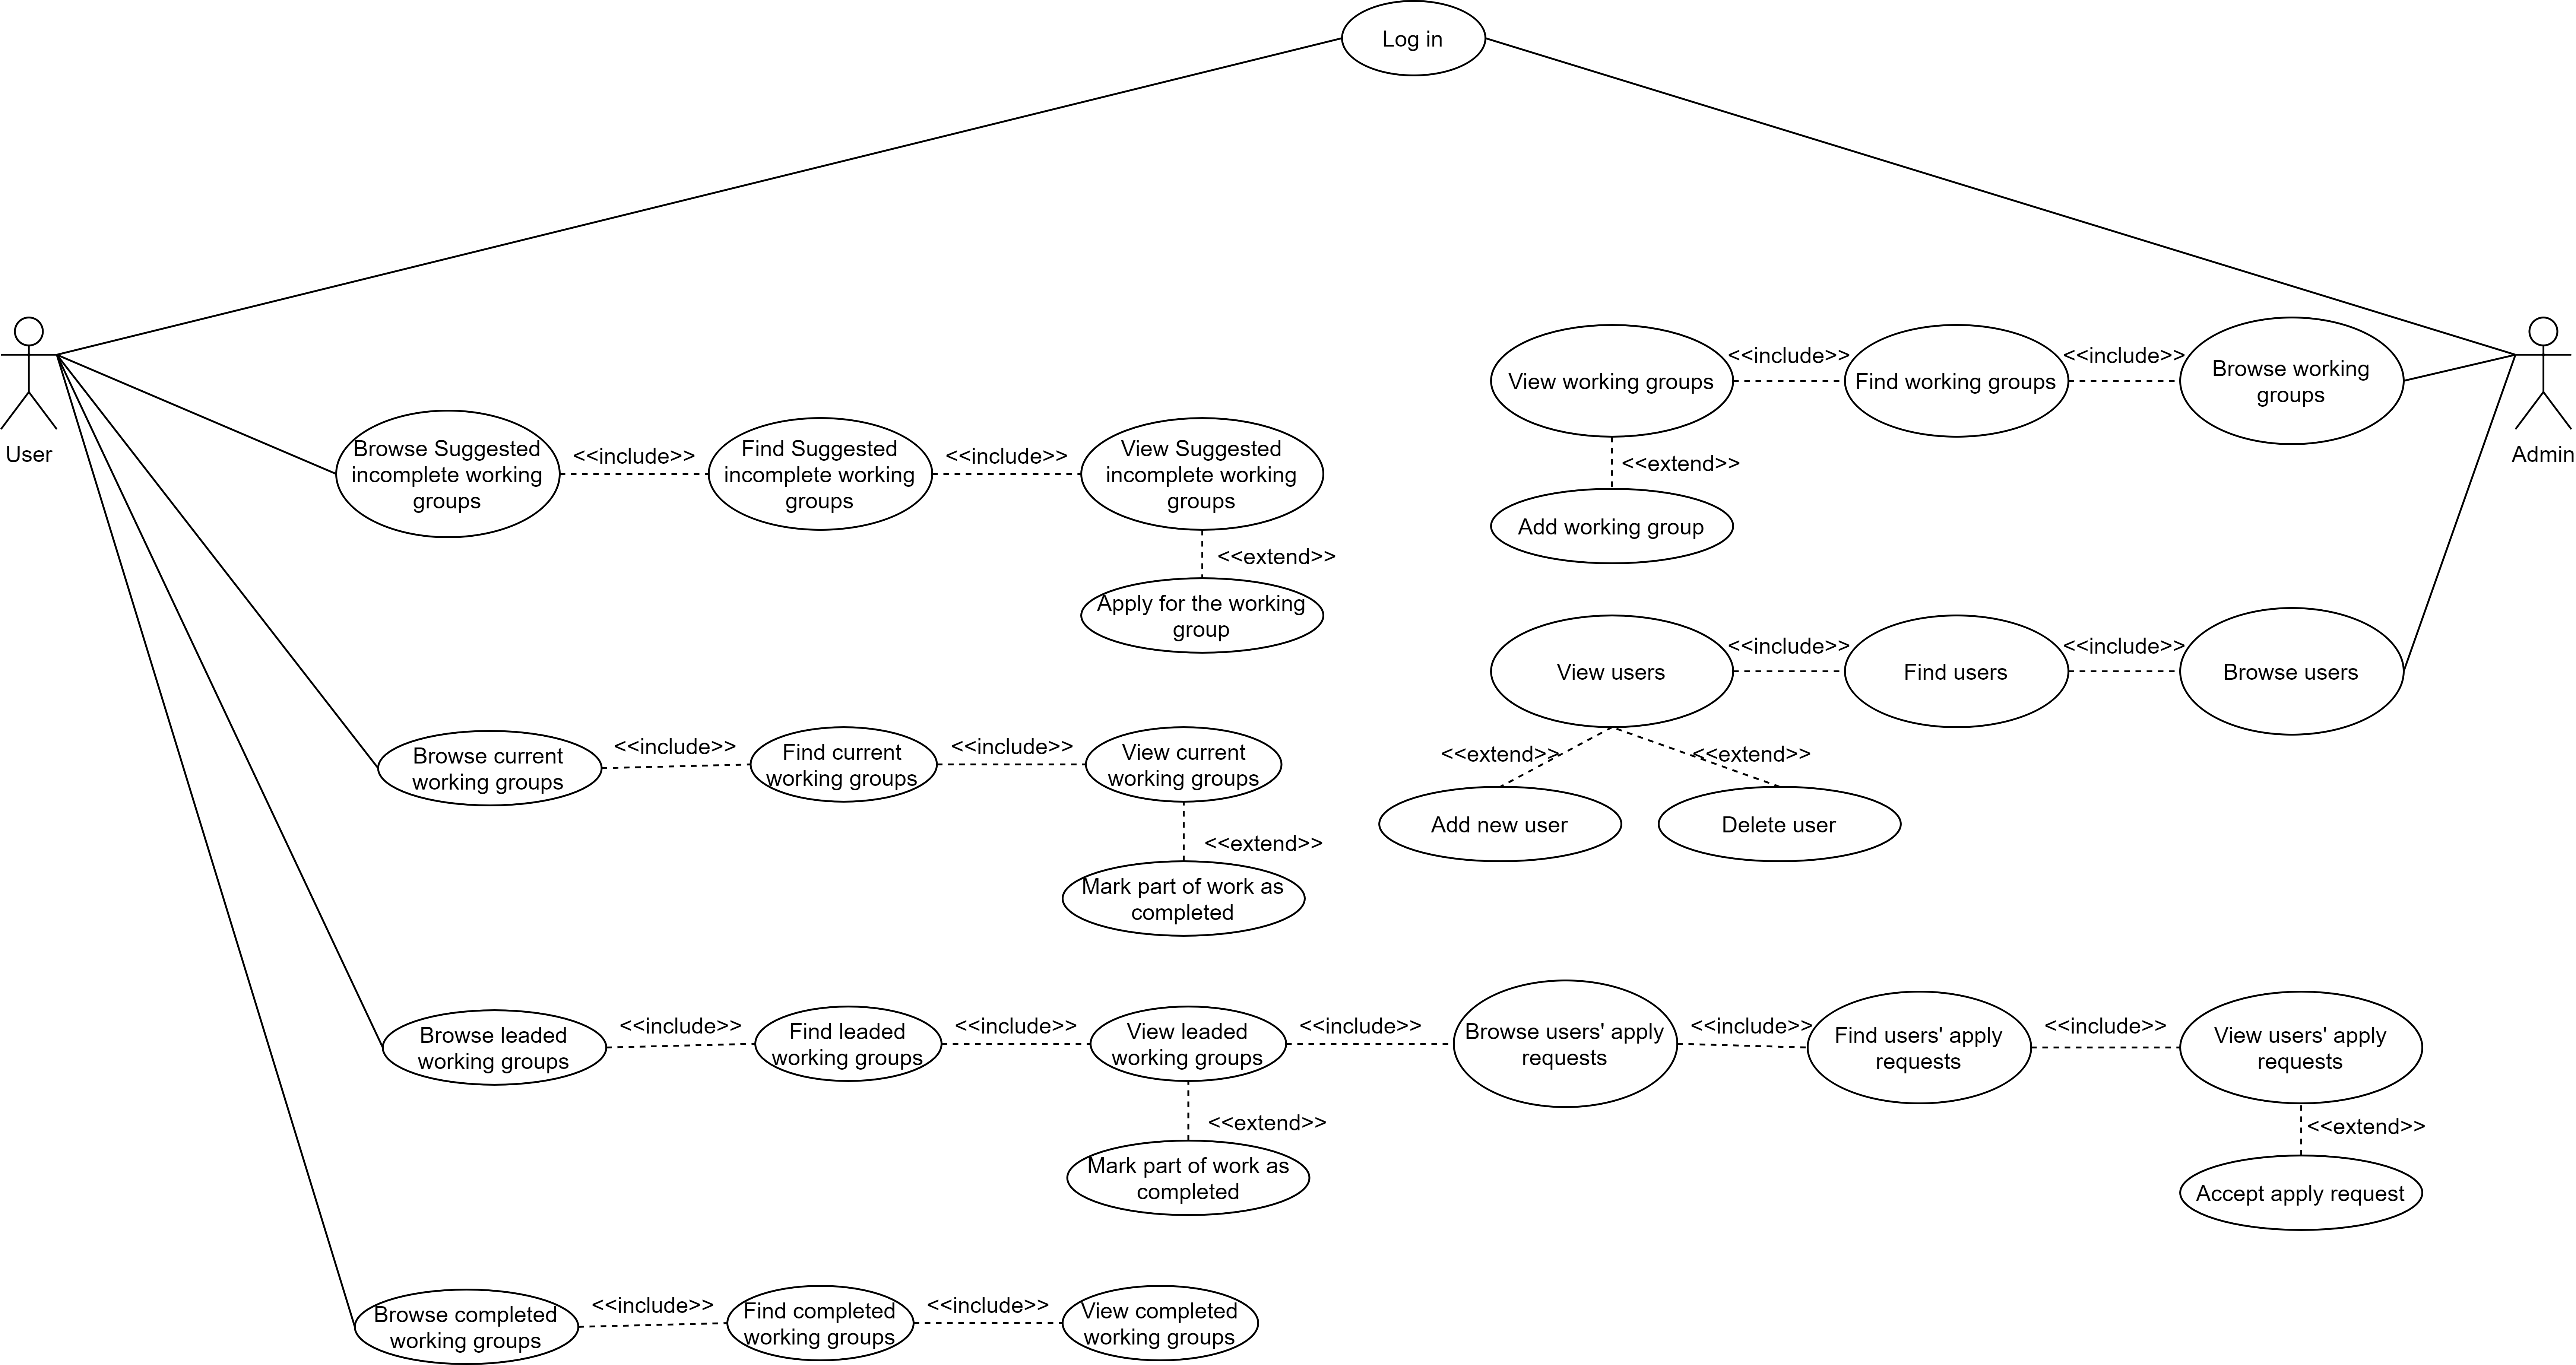 Log in
User
Admin
View working groups
<<include>>
Find working groups
<<include>>
Browse working
groups
<<extend>>
Add working group
Browse Suggested
incomplete working
groups
<<include>>
Find Suggested
incomplete working
groups
<<include>>
View Suggested
incomplete working
groups
<<extend>>
Apply for the working
group
View users
<<include>>
Find users
<<include>>
Browse users
<<extend>>
<<extend>>
Add new user
Delete user
Browse current
working groups
<<include>>
Find current
working groups
<<include>>
View current
working groups
<<extend>>
Mark part of work as
completed
Browse leaded
working groups
<<include>>
Find leaded
working groups
<<include>>
View leaded
working groups
<<include>>
Browse users' apply
requests
<<include>>
Find users' apply
requests
<<include>>
View users' apply
requests
<<extend>>
Mark part of work as
completed
<<extend>>
Accept apply request
Browse completed
working groups
<<include>>
Find completed
working groups
<<include>>
View completed
working groups